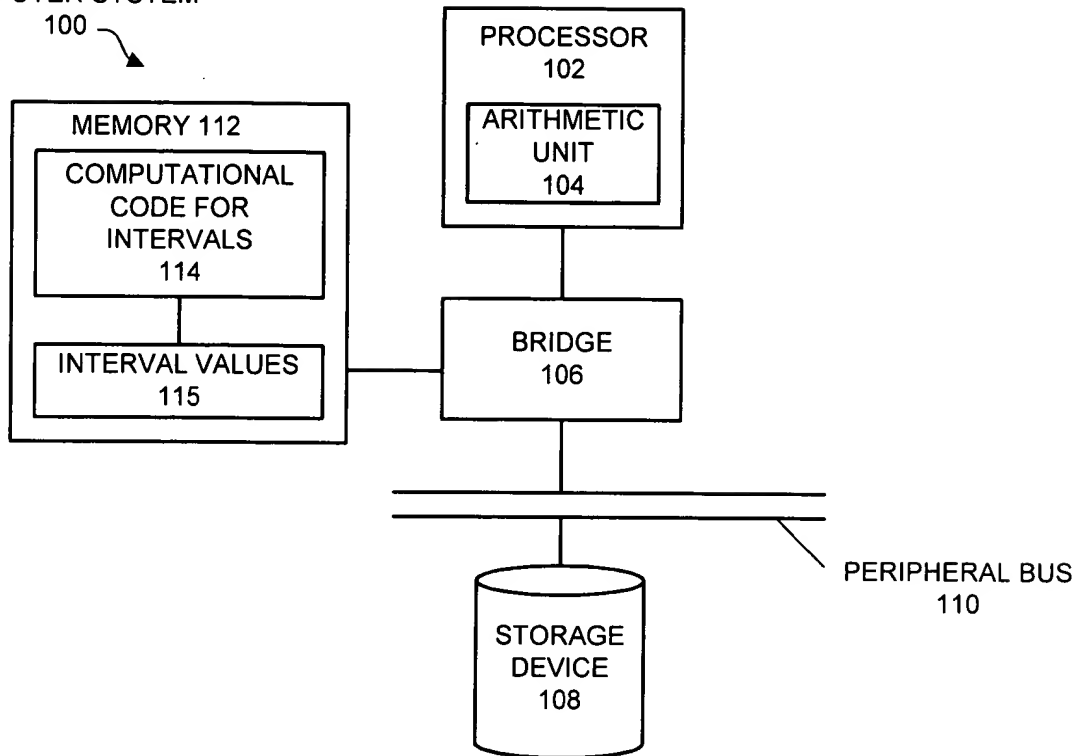 SYSTEM
100
PROCESSOR
102
ARITHMETIC
UNIT
104
MEMORY 112
COMPUTATIONAL
CODE FOR
INTERVALS
114
INTERVAL VALUES
115
BRIDGE
106
PERIPHERAL BUS
110
STORAGE
DEVICE
108